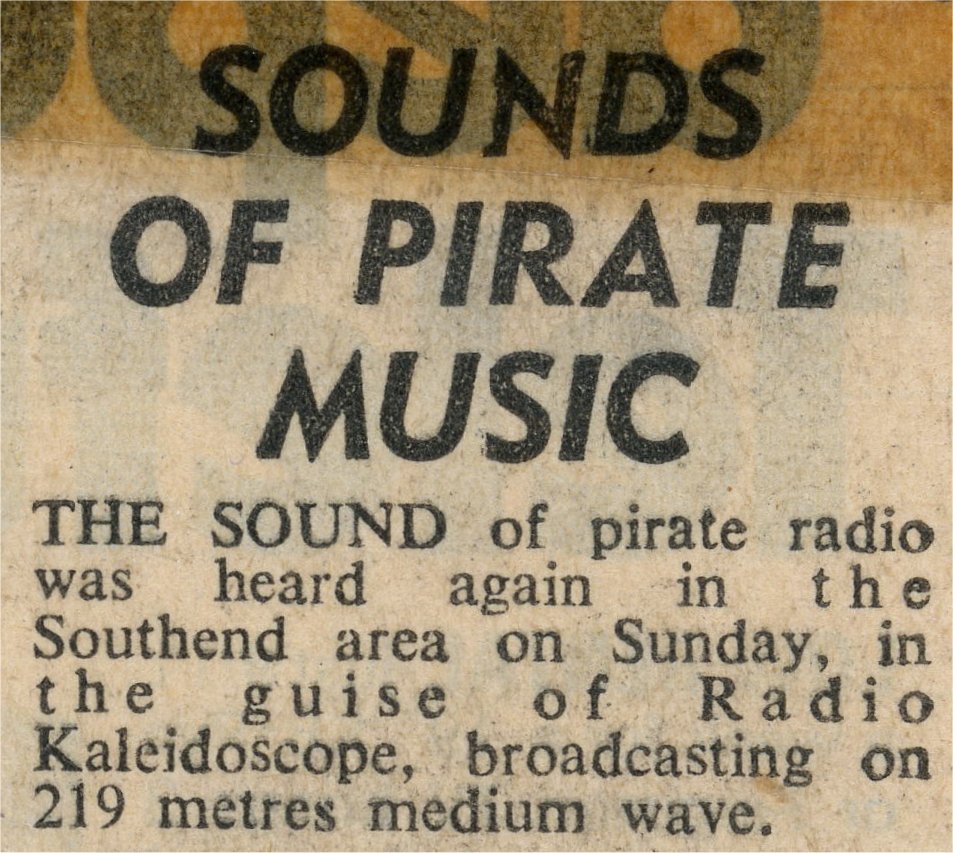 SOUNDS
OF PIRATE
MUSIC
THE SOUND of pirate radio
was heard again in the
Southend area on Sunday, in
the guise of Radio
Kaleidoscope, broadcasting on
219 metres medium wave.